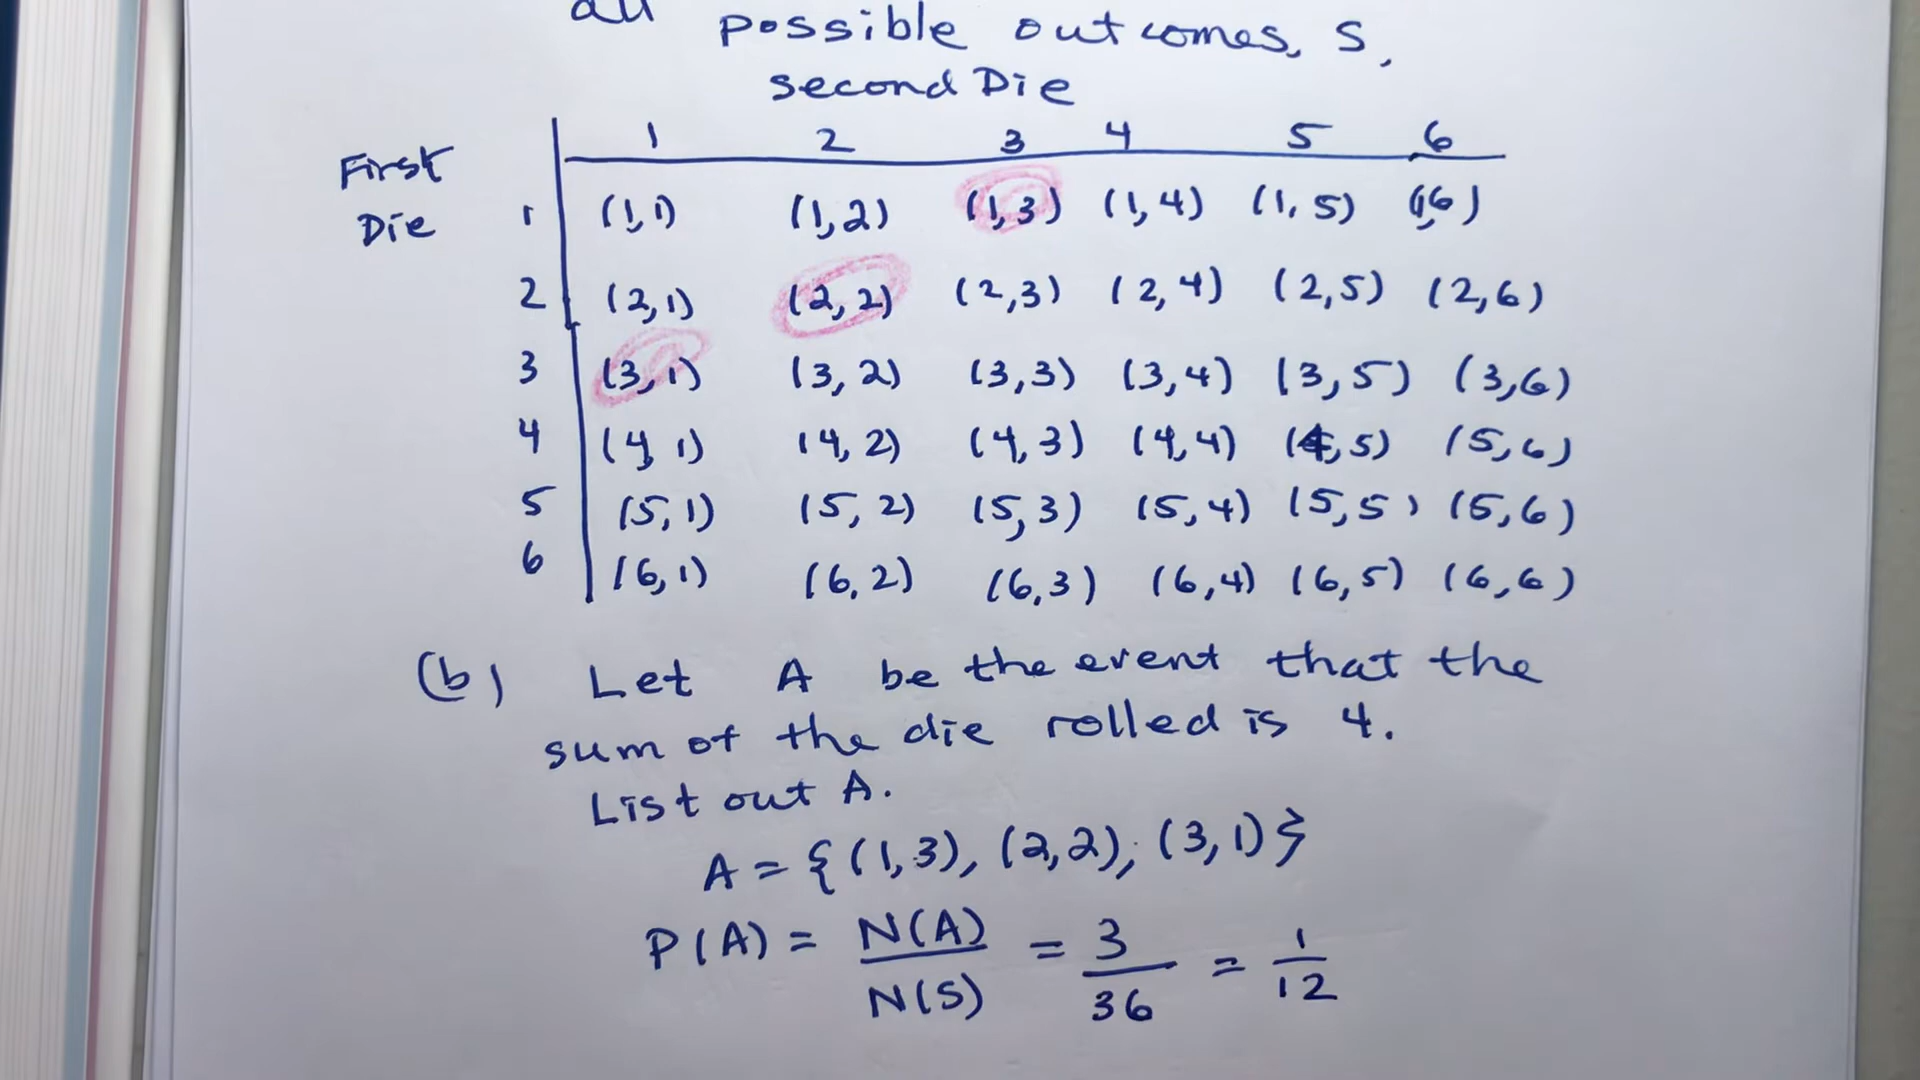 all possible outcomes, S,
second Die
First Die
1 2 3 4 5 6
1 (1,1) (1,2) (1,3) (1,4) (1,5) (1,6)
2 (2,1) (2,2) (2,3) (2,4) (2,5) (2,6)
3 (3,1) (3,2) (3,3) (3,4) (3,5) (3,6)
4 (4,1) (4,2) (4,3) (4,4) (4,5) (5,6)
5 (5,1) (5,2) (5,3) (5,4) (5,5) (5,6)
6 (6,1) (6,2) (6,3) (6,4) (6,5) (6,6)
(b) Let A be the event that the
sum of the die rolled is 4.
List out A.
A = {(1,3), (2,2), (3,1)}
P(A) = N(A)/N(S) = 3/36 = 1/12